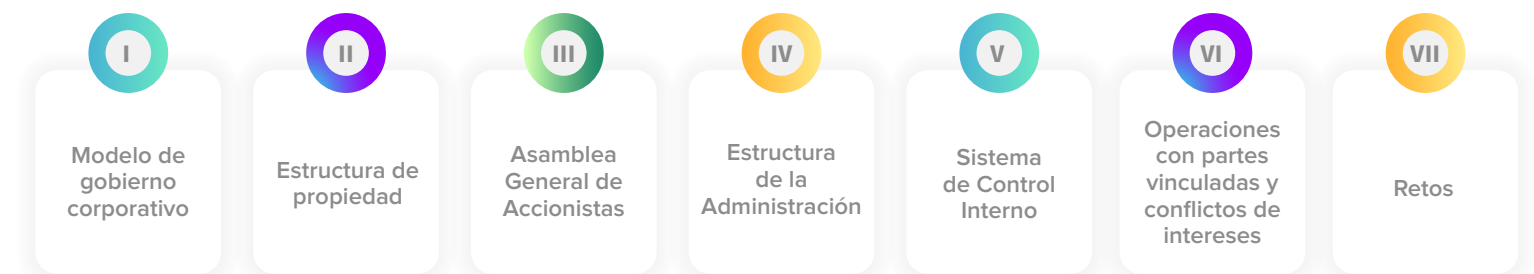 I
Modelo de
gobierno
corporativo
II
Estructura de
propiedad
III
Asamblea
General de
Accionistas
IV
Estructura
de la
Administración
V
Sistema
de Control
Interno
VI
Operaciones
con partes
vinculadas y
conflictos de
intereses
VII
Retos